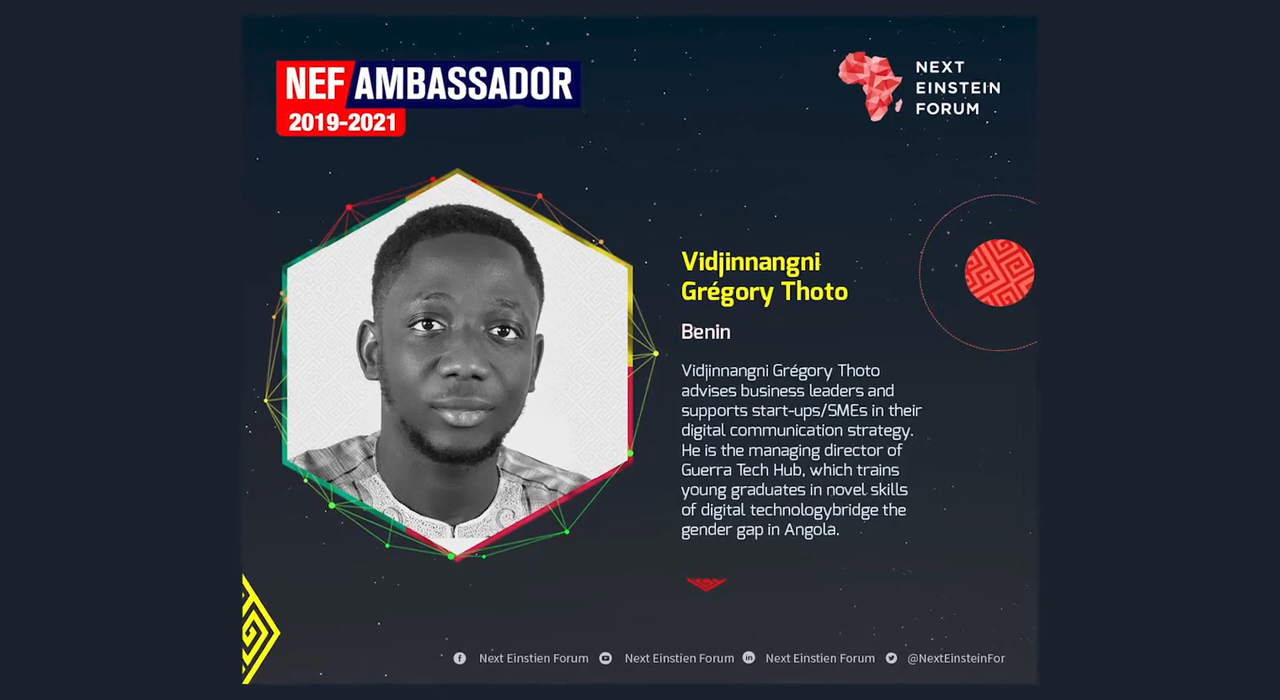 NEF AMBASSADOR
2019-2021
NEXT
EINSTEIN
FORUM
Vidjinnangni
Grégory Thoto
Benin
Vidjinnangni Grégory Thoto
advises business leaders and
supports start-ups/SMEs in their
digital communication strategy.
He is the managing director of
Guerra Tech Hub, which trains
young graduates in novel skills
of digital technologybridge the
gender gap in Angola.
Next Einstien Forum Next Einstien Forum Next Einstien Forum @NextEinsteinFor